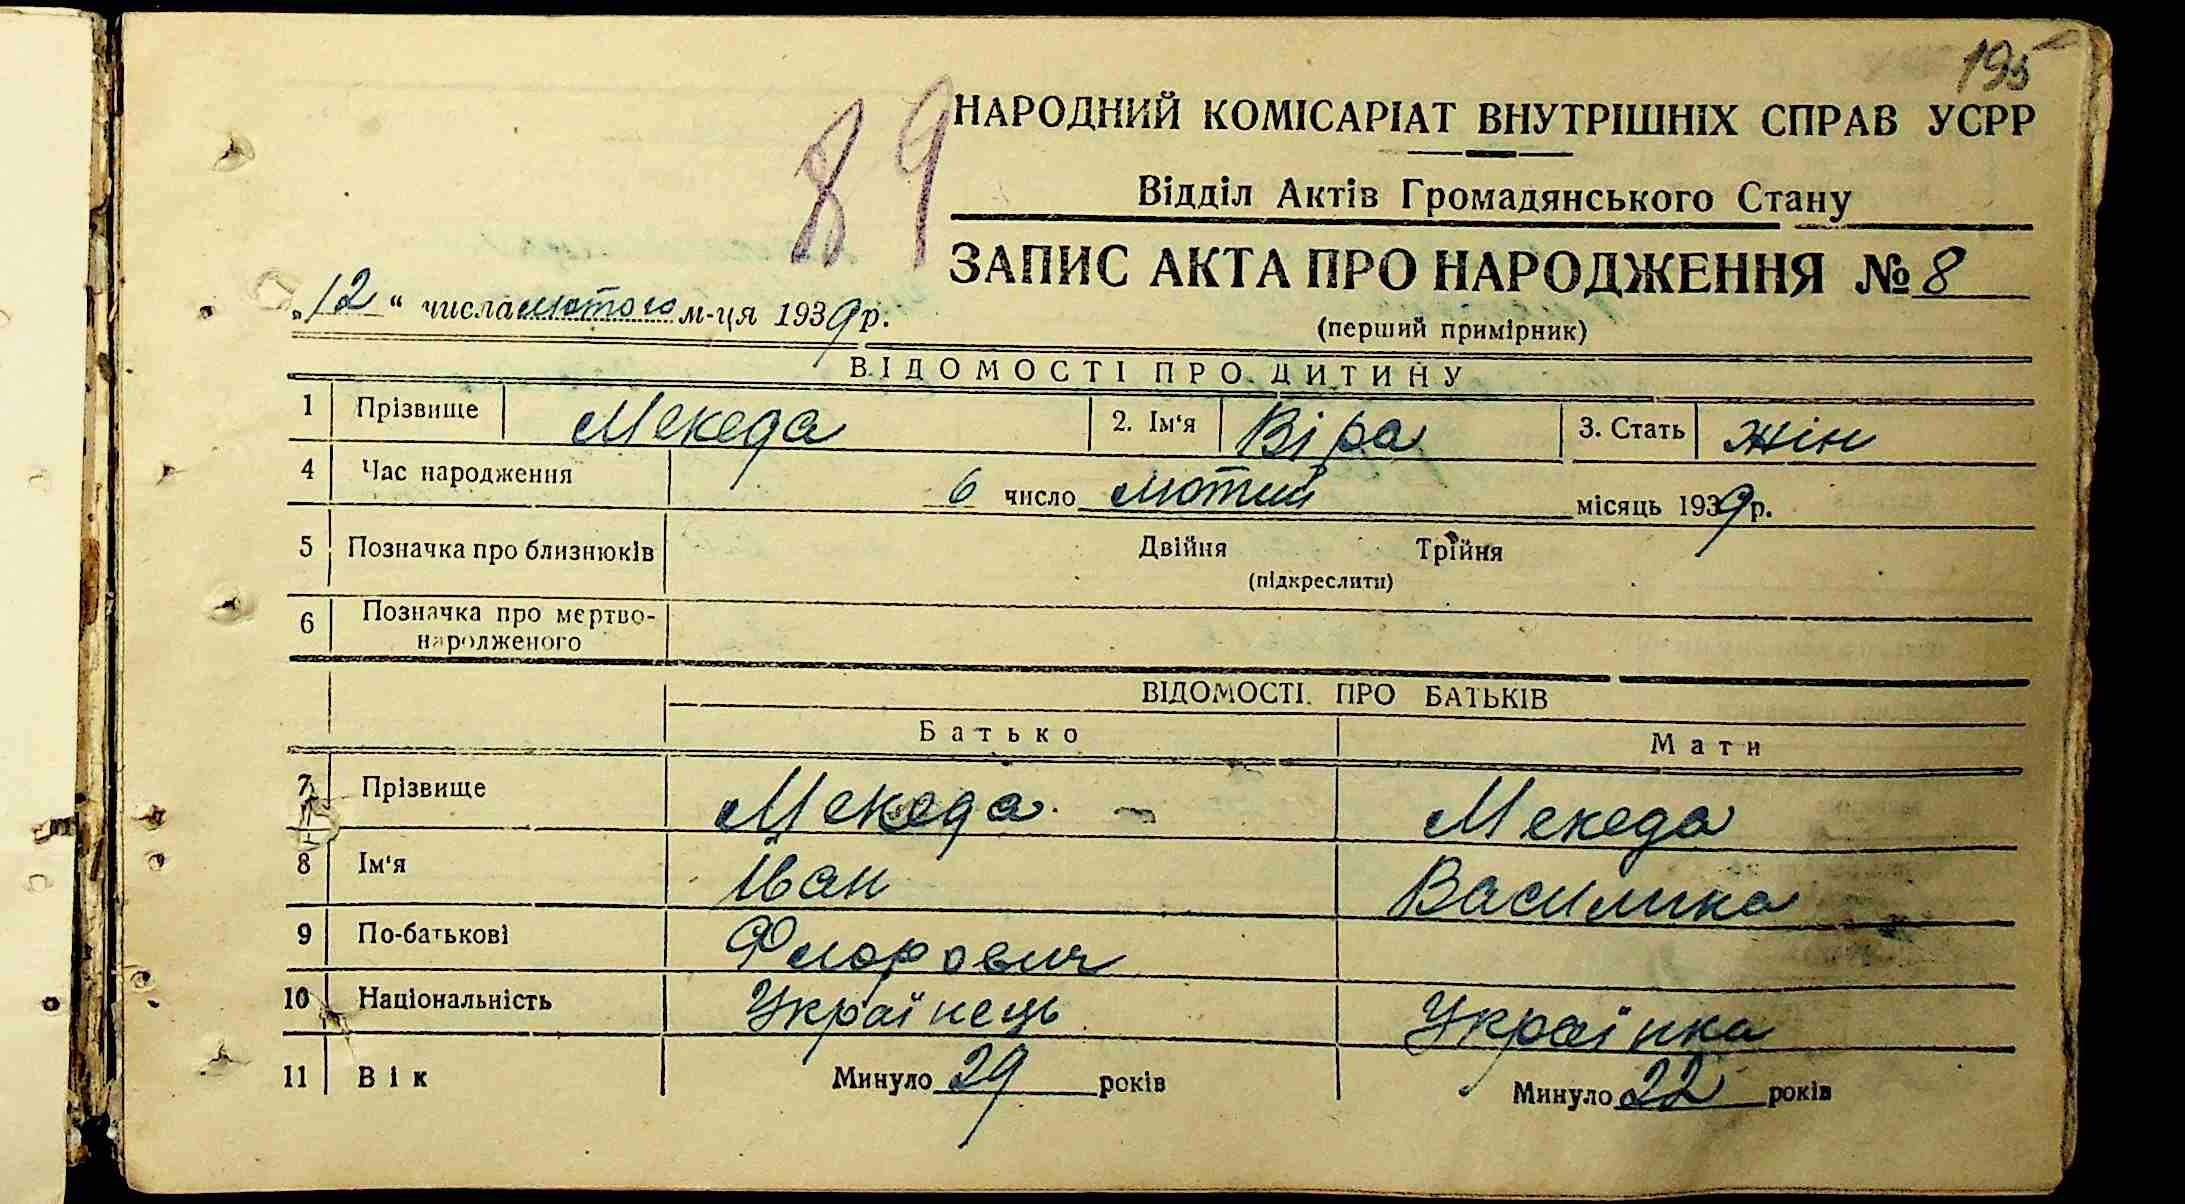 195
89
НАРОДНИЙ КОМІСАРІАТ ВНУТРІШНІХ СПРАВ УСРР
Відділ Актів Громадянського Стану
ЗАПИС АКТА ПРО НАРОДЖЕННЯ № 8
„12“ числа лютого м-ця 1939 р.
(перший примірник)
ВІДОМОСТІ ПРО ДИТИНУ
1 Прізвище Мекеда 2. Ім‘я Віра 3. Стать жін
4 Час народження 6 число лютий місяць 1939 р.
5 Позначка про близнюків Двійня Трійня
(підкреслити)
6 Позначка про мертво-
народженого
ВІДОМОСТІ ПРО БАТЬКІВ
Батько Мати
7 Прізвище Мекеда Мекеда
8 Ім‘я Іван Василина
9 По-батькові Флорович
10 Національність Українець Українка
11 Вік Минуло 29 років Минуло 22 років